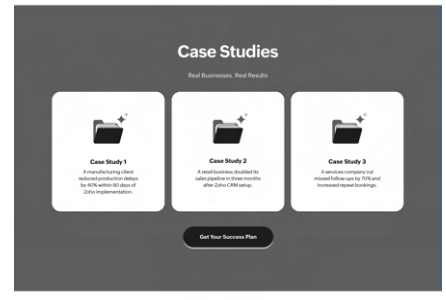 Case Studies
Real Businesses. Real Results
Case Study 1
A manufacturing client
reduced production delays
by 40% within 90 days of
Zoho implementation.
Case Study 2
A retail business doubled its
sales pipeline in three months
after Zoho CRM setup.
Case Study 3
A services company cut
missed follow-ups by 70% and
increased repeat bookings.
Get Your Success Plan